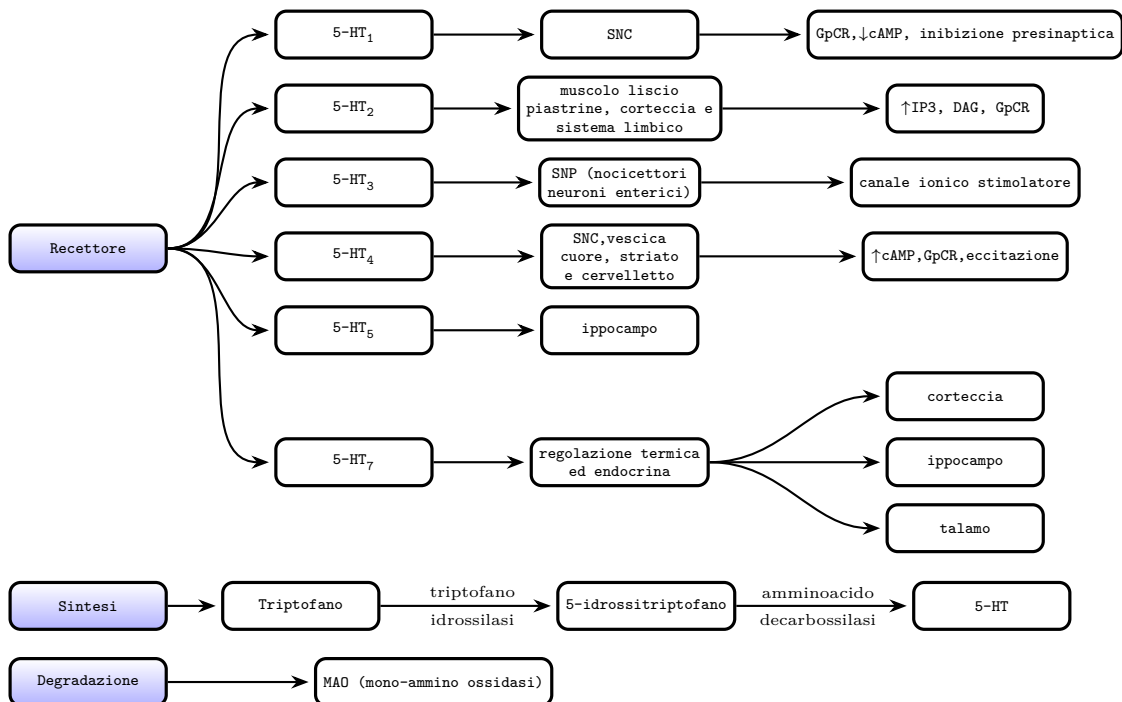 5-HT₁
SNC
GpCR,↓cAMP, inibizione presinaptica
5-HT₂
muscolo liscio
piastrine, corteccia e
sistema limbico
↑IP3, DAG, GpCR
5-HT₃
SNP (nocicettori
neuroni enterici)
canale ionico stimolatore
Recettore
5-HT₄
SNC,vescica
cuore, striato
e cervelletto
↑cAMP,GpCR,eccitazione
5-HT₅
ippocampo
5-HT₇
regolazione termica
ed endocrina
corteccia
ippocampo
talamo
Sintesi
Triptofano
triptofano
idrossilasi
5-idrossitriptofano
amminoacido
decarbossilasi
5-HT
Degradazione
MAO (mono-ammino ossidasi)